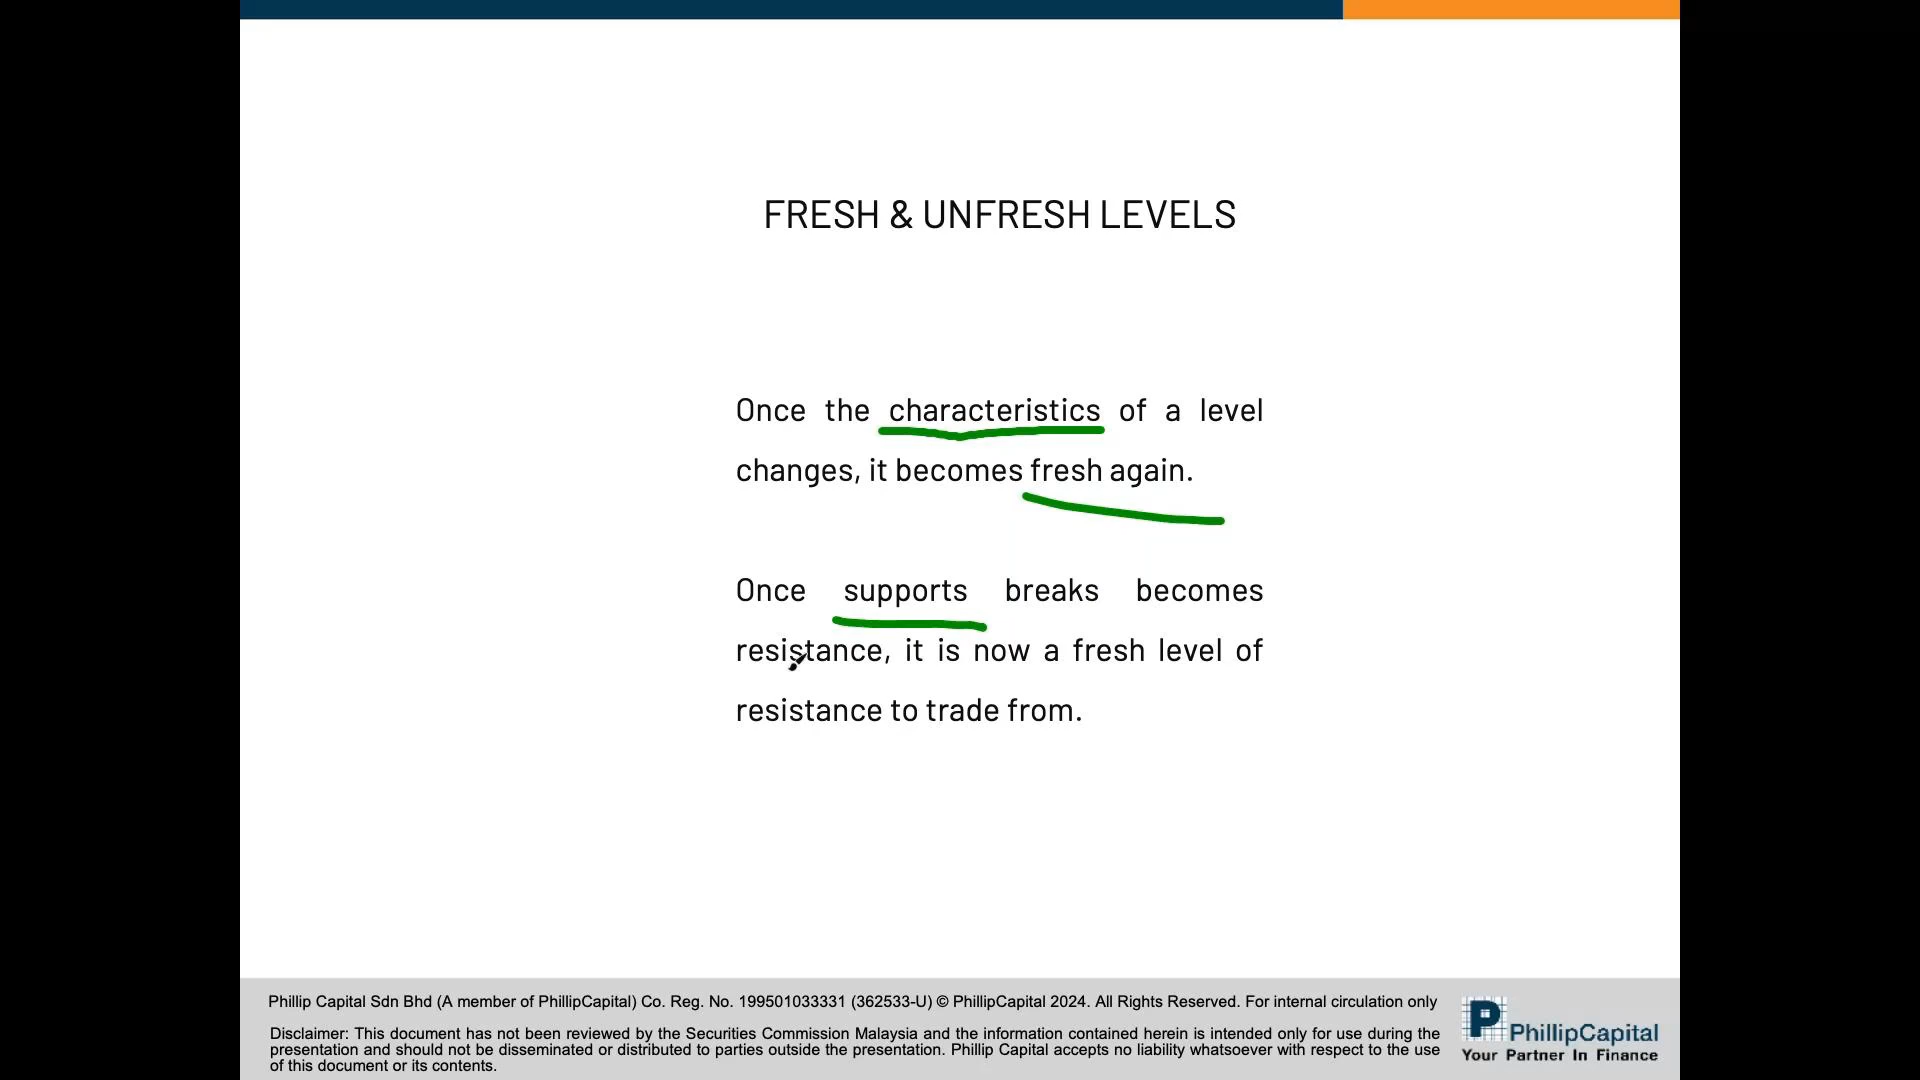 FRESH & UNFRESH LEVELS
Once the characteristics of a level
changes, it becomes fresh again.
Once supports breaks becomes
resistance, it is now a fresh level of
resistance to trade from.
Phillip Capital Sdn Bhd (A member of PhillipCapital) Co. Reg. No. 199501033331 (362533-U) © PhillipCapital 2024. All Rights Reserved. For internal circulation only
Disclaimer: This document has not been reviewed by the Securities Commission Malaysia and the information contained herein is intended only for use during the
presentation and should not be disseminated or distributed to parties outside the presentation. Phillip Capital accepts no liability whatsoever with respect to the use
of this document or its contents.
P
PhillipCapital
Your Partner In Finance